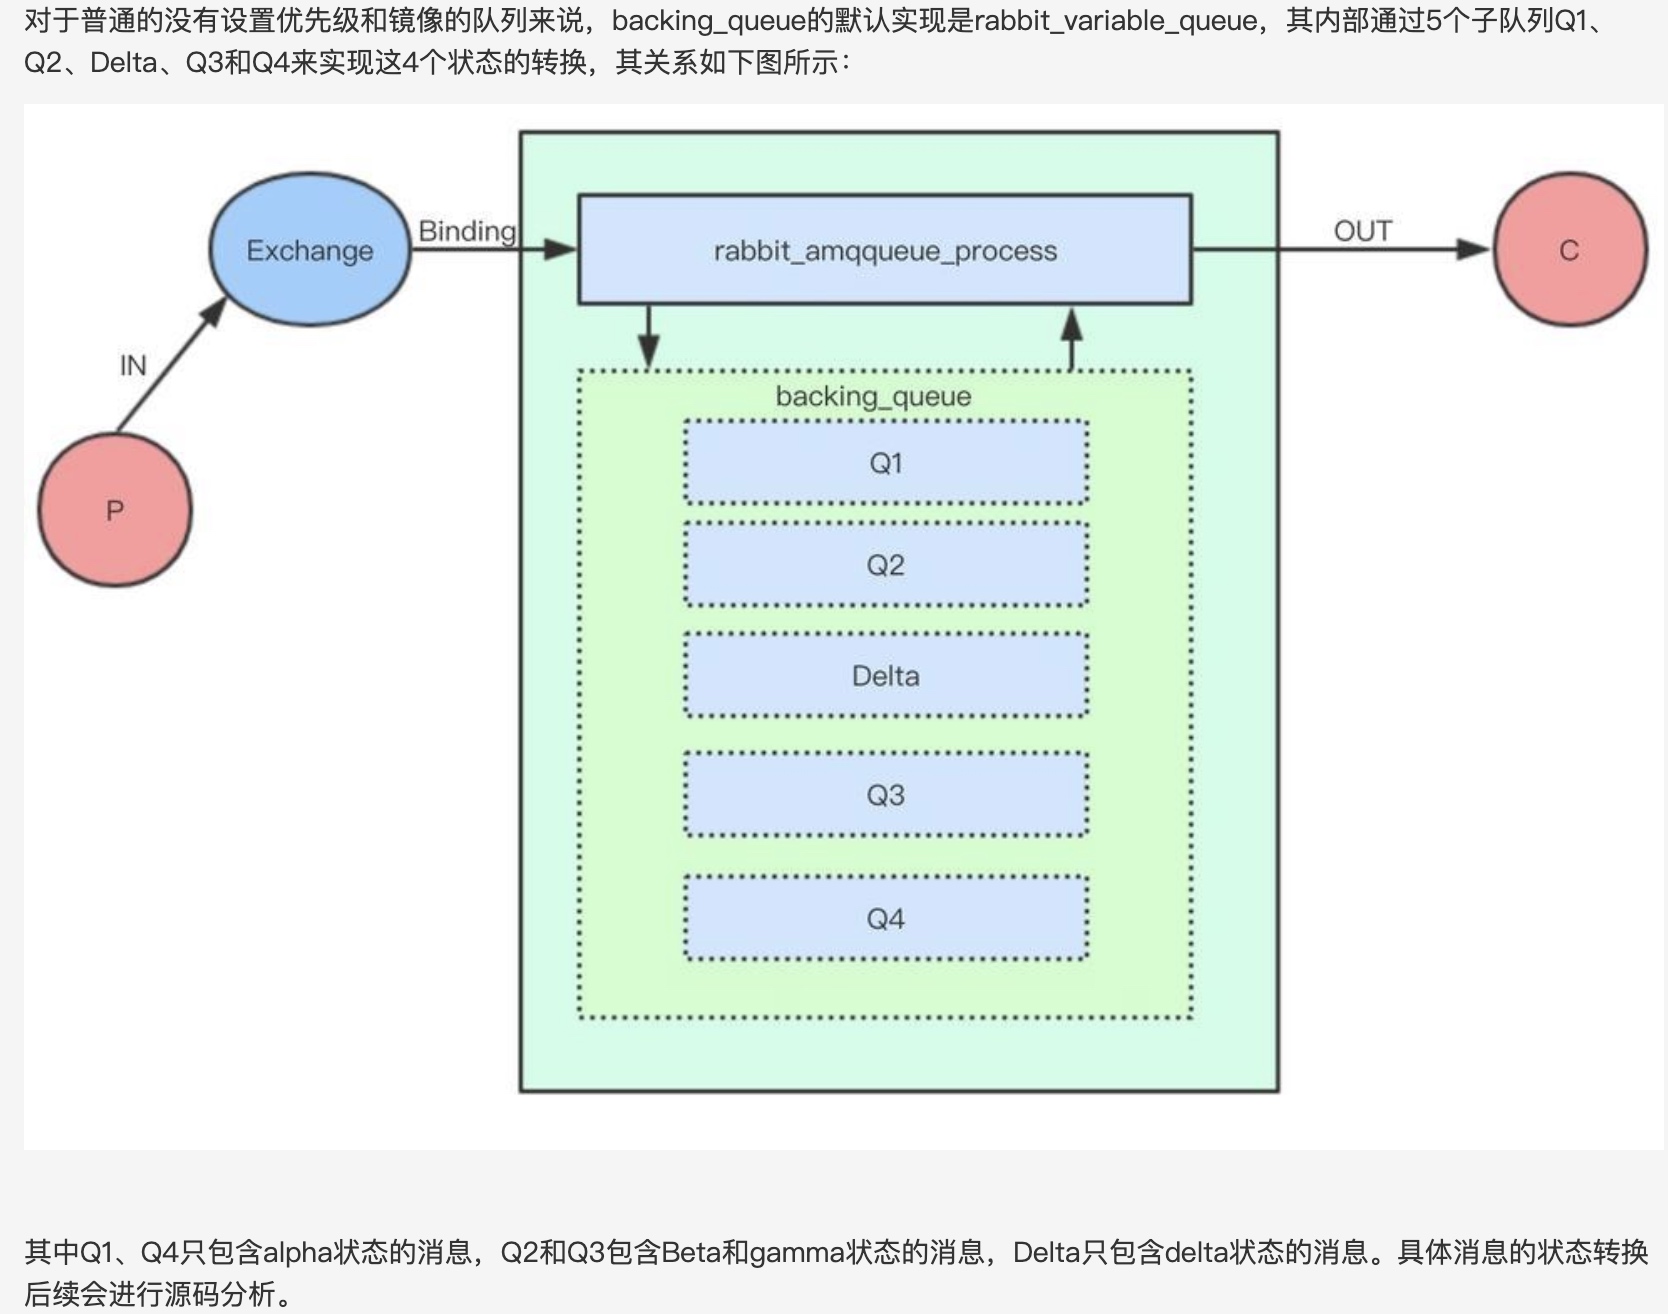 对于普通的没有设置优先级和镜像的队列来说，backing_queue的默认实现是rabbit_variable_queue，其内部通过5个子队列Q1、
Q2、Delta、Q3和Q4来实现这4个状态的转换，其关系如下图所示：
Exchange
Binding
rabbit_amqqueue_process
OUT
C
IN
P
backing_queue
Q1
Q2
Delta
Q3
Q4
其中Q1、Q4只包含alpha状态的消息，Q2和Q3包含Beta和gamma状态的消息，Delta只包含delta状态的消息。具体消息的状态转换
后续会进行源码分析。